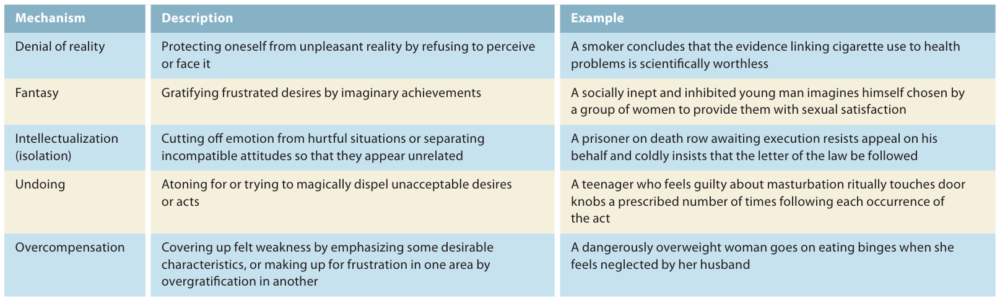 Mechanism
Description
Example
Denial of reality
Protecting oneself from unpleasant reality by refusing to perceive
or face it
A smoker concludes that the evidence linking cigarette use to health
problems is scientifically worthless
Fantasy
Gratifying frustrated desires by imaginary achievements
A socially inept and inhibited young man imagines himself chosen by
a group of women to provide them with sexual satisfaction
Intellectualization
(isolation)
Cutting off emotion from hurtful situations or separating
incompatible attitudes so that they appear unrelated
A prisoner on death row awaiting execution resists appeal on his
behalf and coldly insists that the letter of the law be followed
Undoing
Atoning for or trying to magically dispel unacceptable desires
or acts
A teenager who feels guilty about masturbation ritually touches door
knobs a prescribed number of times following each occurrence of
the act
Overcompensation
Covering up felt weakness by emphasizing some desirable
characteristics, or making up for frustration in one area by
overgratification in another
A dangerously overweight woman goes on eating binges when she
feels neglected by her husband